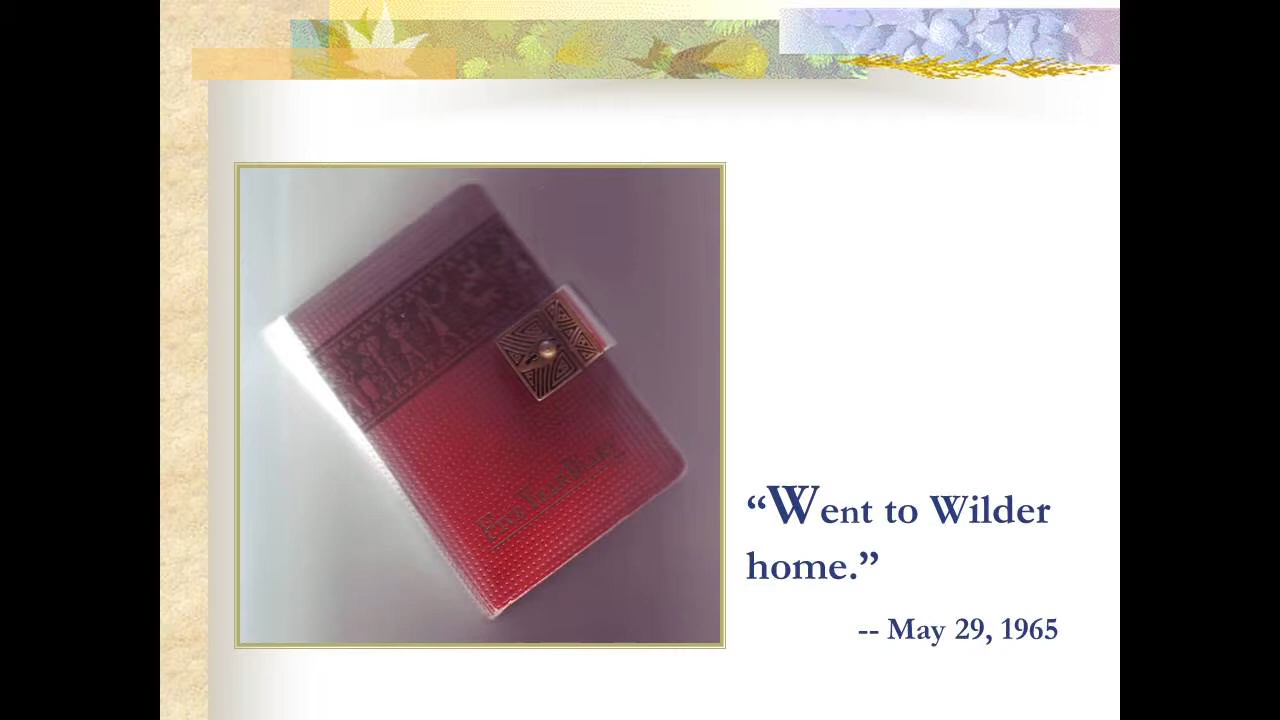 Five Year Diary
“Went to Wilder
home.”
-- May 29, 1965